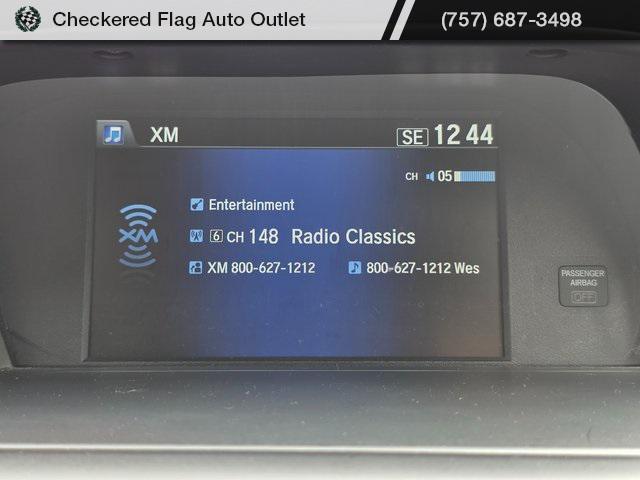 Checkered Flag Auto Outlet (757) 687-3498
XM SE 12 44
CH 05
Entertainment
XM
6 CH 148 Radio Classics
XM 800-627-1212 800-627-1212 Wes
PASSENGER
AIRBAG
OFF